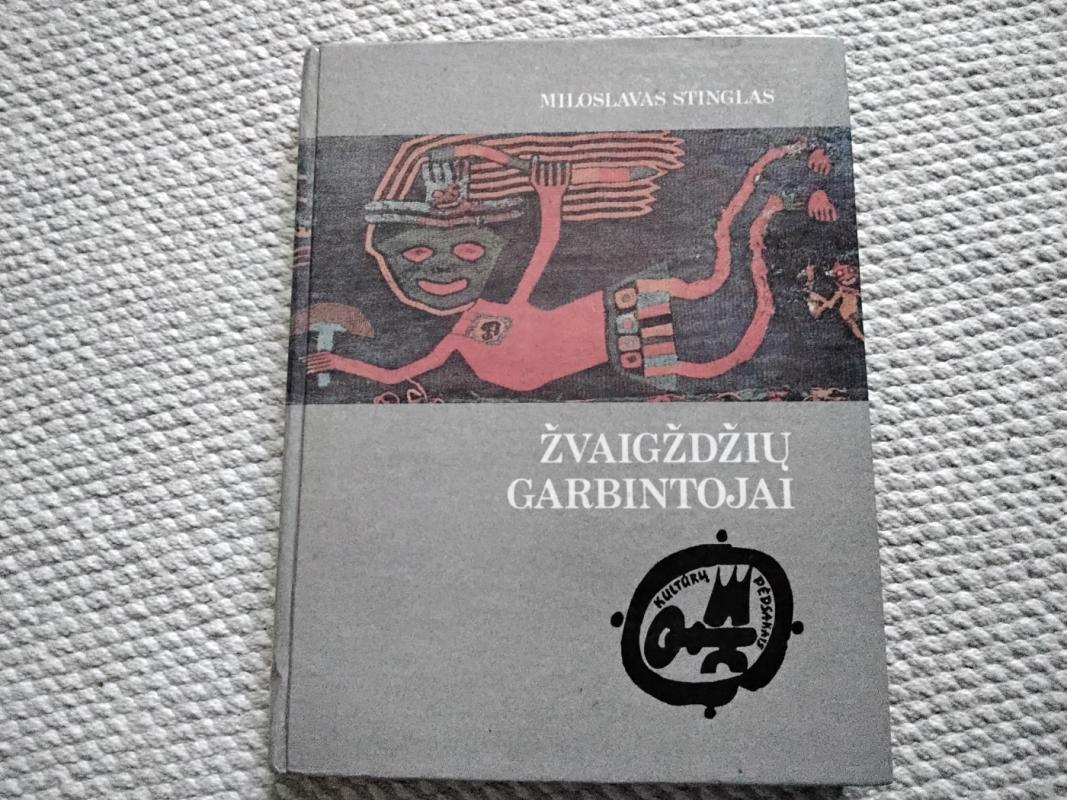 MILOSLAVAS STINGLAS
ŽVAIGŽDŽIŲ
GARBINTOJAI
KULTŪRŲ
PĖDSAKAIS